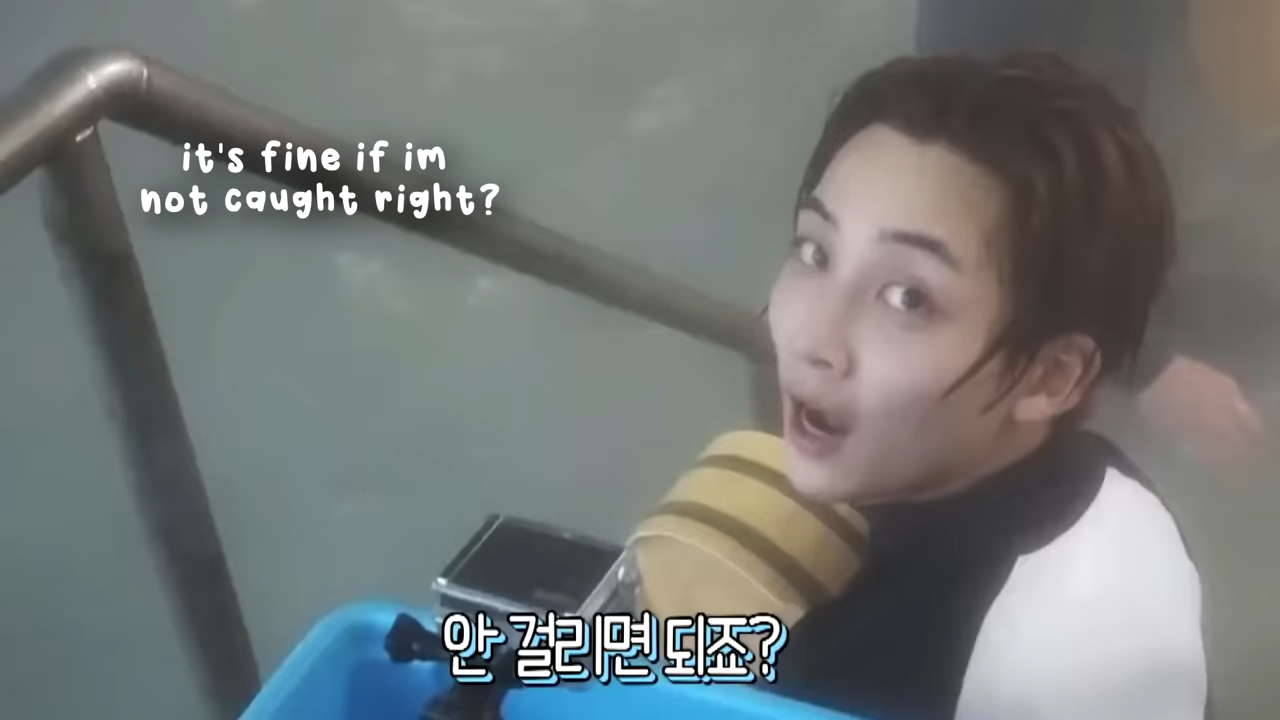 it's fine if im
not caught right?
안 걸리면 되죠?